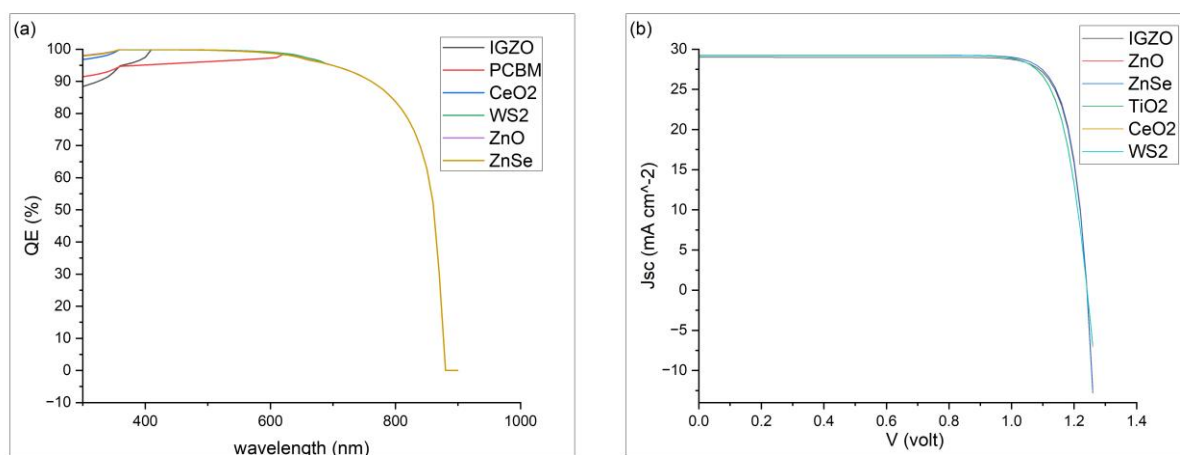 (a)
IGZO
PCBM
CeO2
WS2
ZnO
ZnSe
QE (%)
100
90
80
70
60
50
40
30
20
10
0
−10
400
600
800
1000
wavelength (nm)
(b)
IGZO
ZnO
ZnSe
TiO2
CeO2
WS2
Jsc (mA cm^-2)
30
25
20
15
10
5
0
−5
−10
0.0
0.2
0.4
0.6
0.8
1.0
1.2
1.4
V (volt)